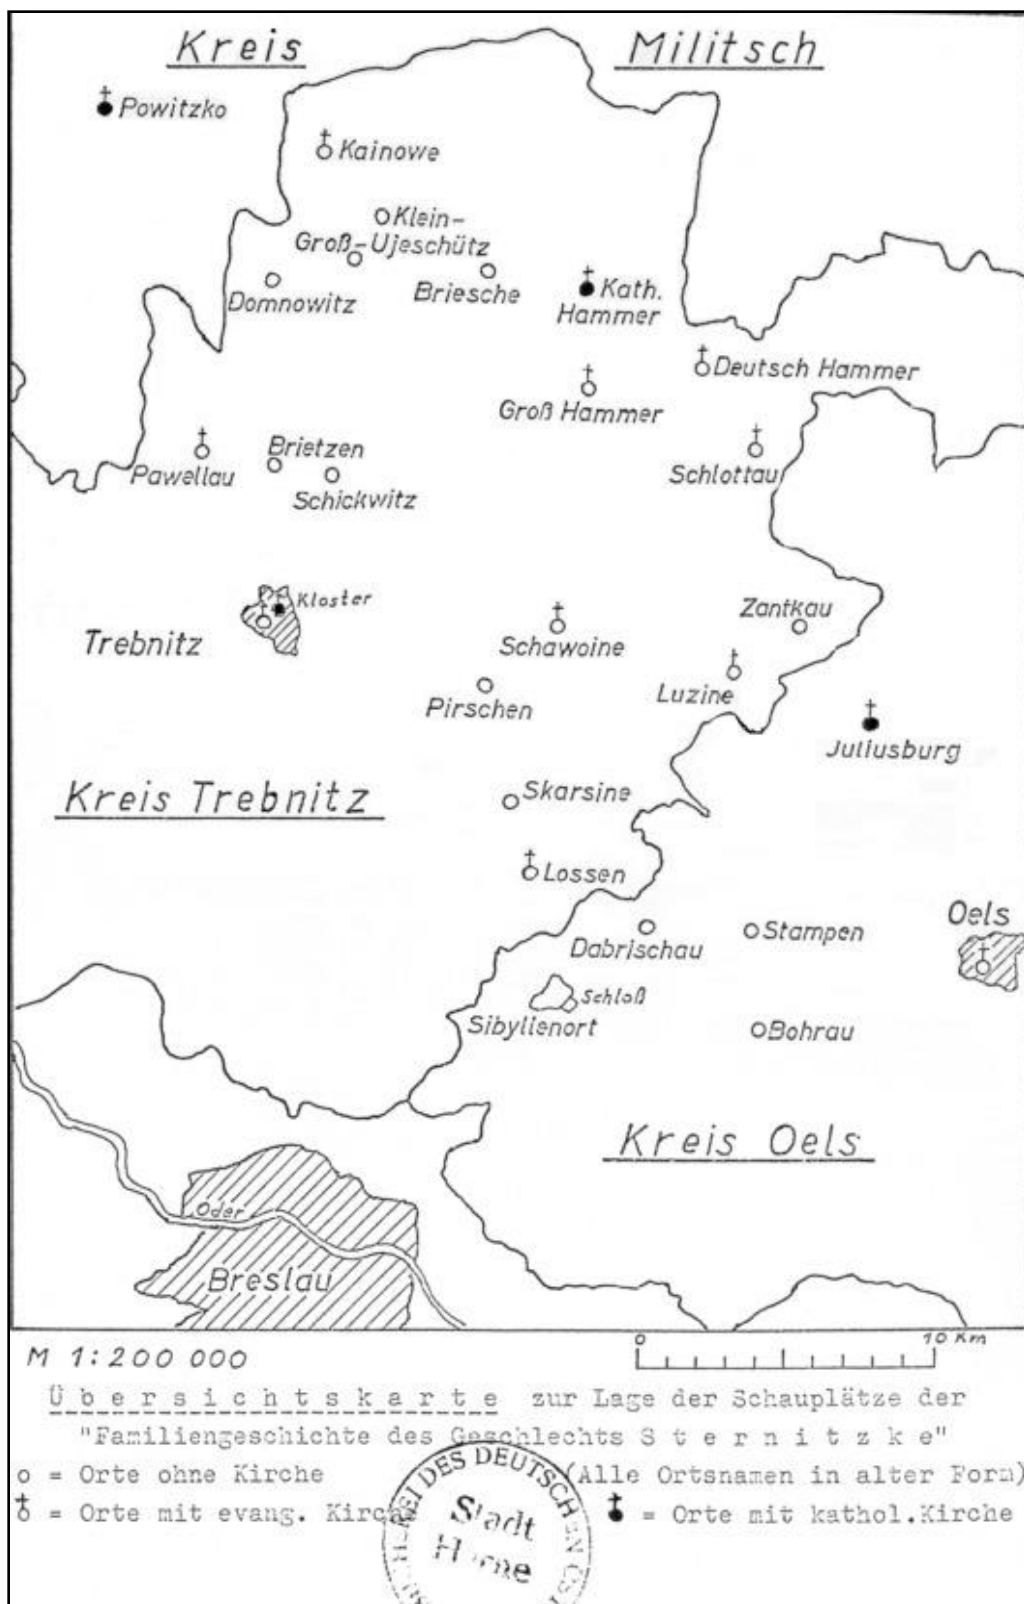 Kreis Militsch
Powitzko
Kainowe
Klein-
Groß-Ujeschütz
Domnowitz
Briesche
Kath.
Hammer
Deutsch Hammer
Groß Hammer
Pawellau
Brietzen
Schickwitz
Schlottau
Kloster
Trebnitz
Schawoine
Zantkau
Luzine
Pirschen
Juliusburg
Kreis Trebnitz
Skarsine
Lossen
Oels
Dabrischau
Stampen
Schloß
Sibyllenort
Bohrau
Kreis Oels
Oder
Breslau
0 10 Km
M 1:200 000
Übersichtskarte zur Lage der Schauplätze der
"Familiengeschichte des Geschlechts Sternitzke"
o = Orte ohne Kirche (Alle Ortsnamen in alter Form)
= Orte mit evang. Kirche = Orte mit kathol.Kirche
DES DEUTSCHEN
Stadt